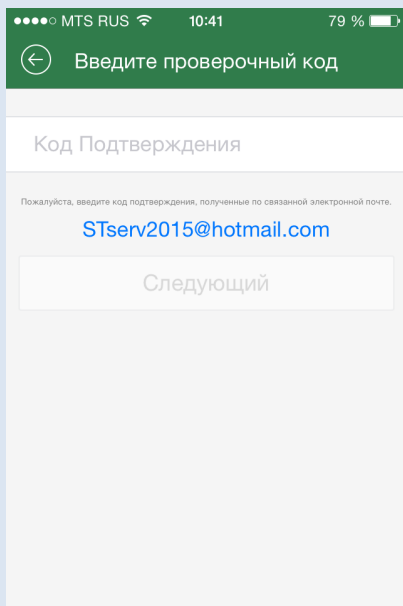 MTS RUS 10:41 79 %
Введите проверочный код
Код Подтверждения
Пожалуйста, введите код подтверждения, полученные по связанной электронной почте.
STserv2015@hotmail.com
Следующий